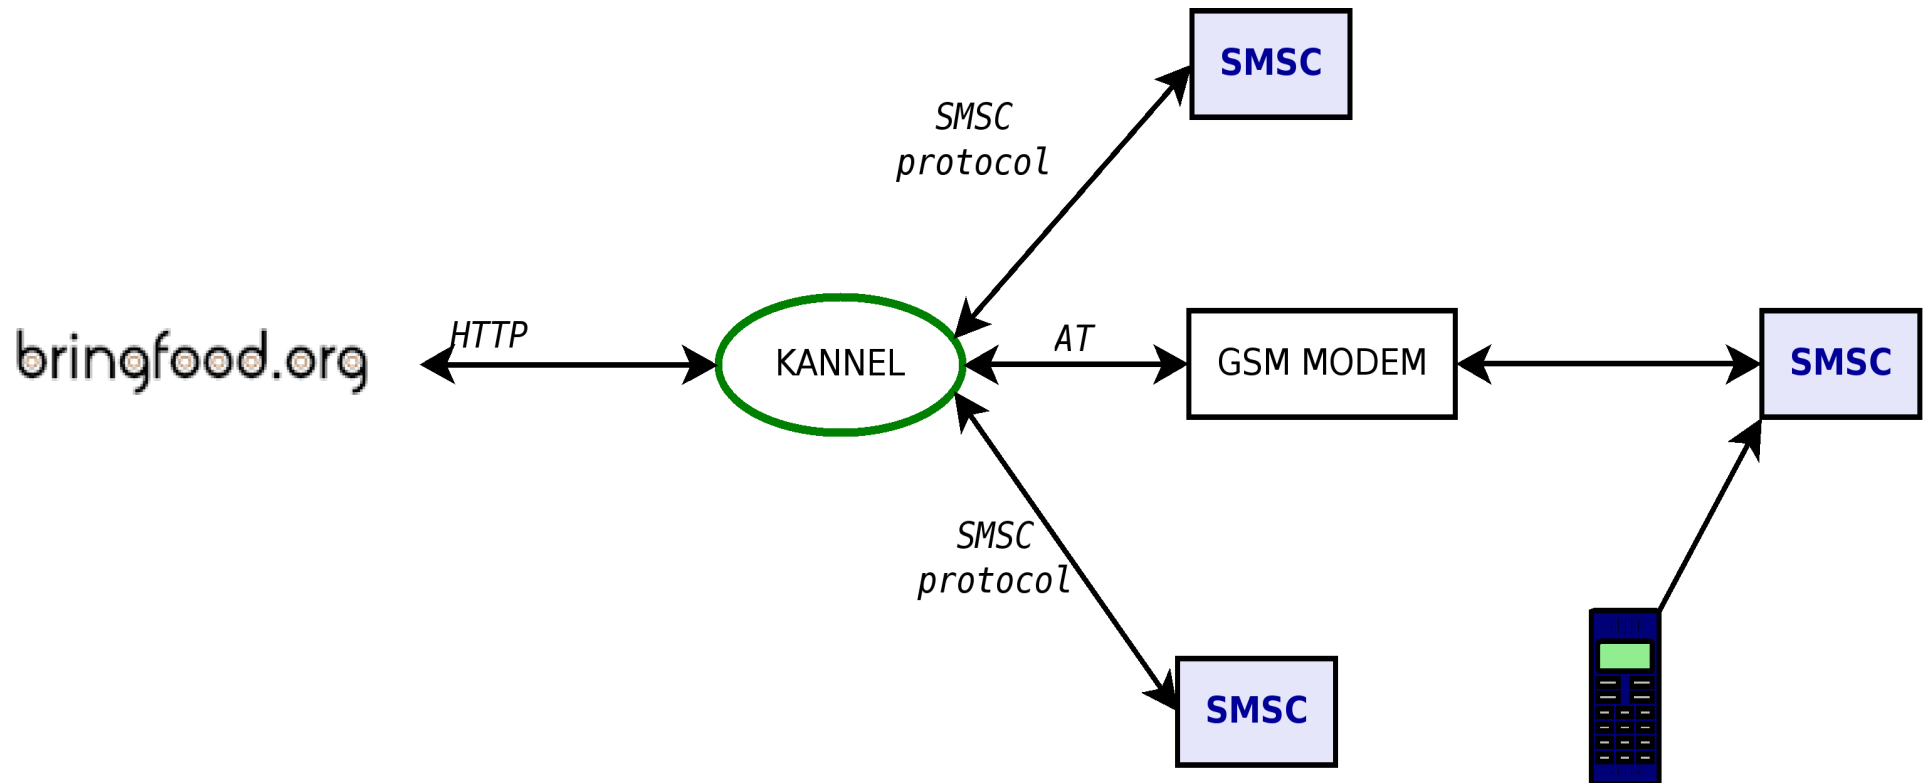 SMSC
SMSC
protocol
HTTP
AT
bringfood.org
KANNEL
GSM MODEM
SMSC
SMSC
protocol
SMSC